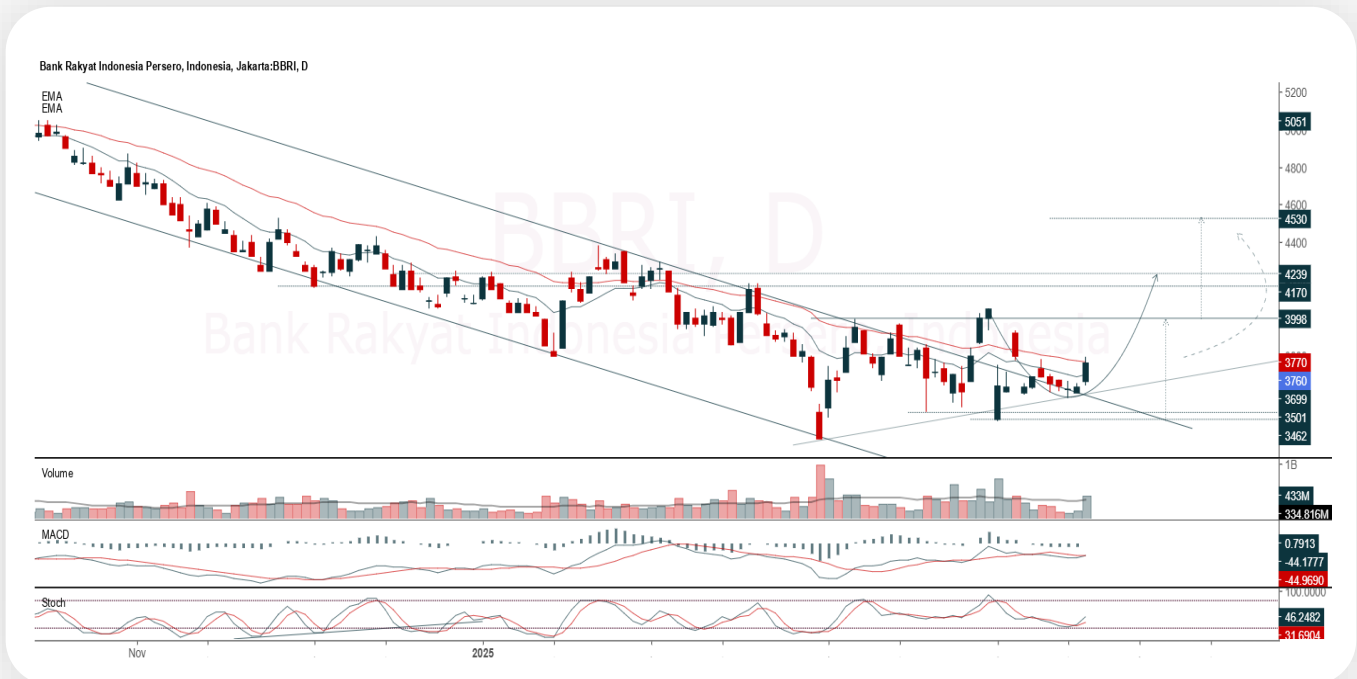 Bank Rakyat Indonesia Persero, Indonesia, Jakarta:BBRI, D
EMA
EMA
BBRI, D
Bank Rakyat Indonesia Persero, Indonesia
5200
5051
5000
4800
4600
4530
4400
4239
4170
3998
3770
3760
3699
3501
3462
Volume
1B
433M
334.816M
MACD
0.7913
-44.1777
-44.9690
Stoch
100.0000
46.2482
31.6904
Nov
2025